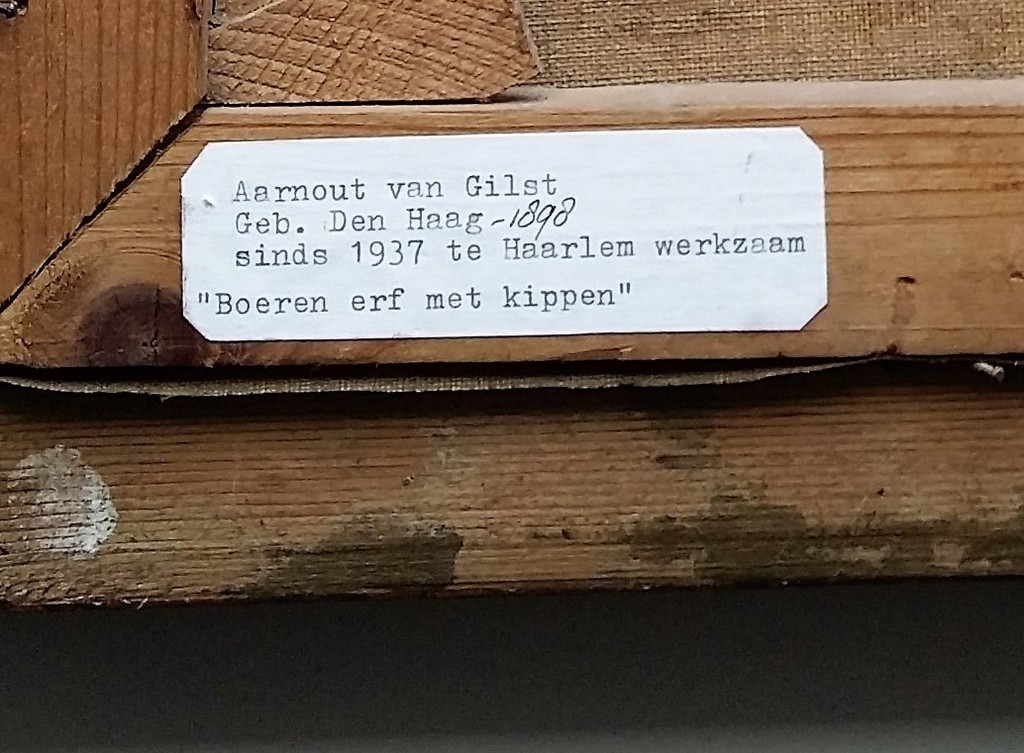 Aarnout van Gilst
Geb. Den Haag -1898
sinds 1937 te Haarlem werkzaam
"Boeren erf met kippen"